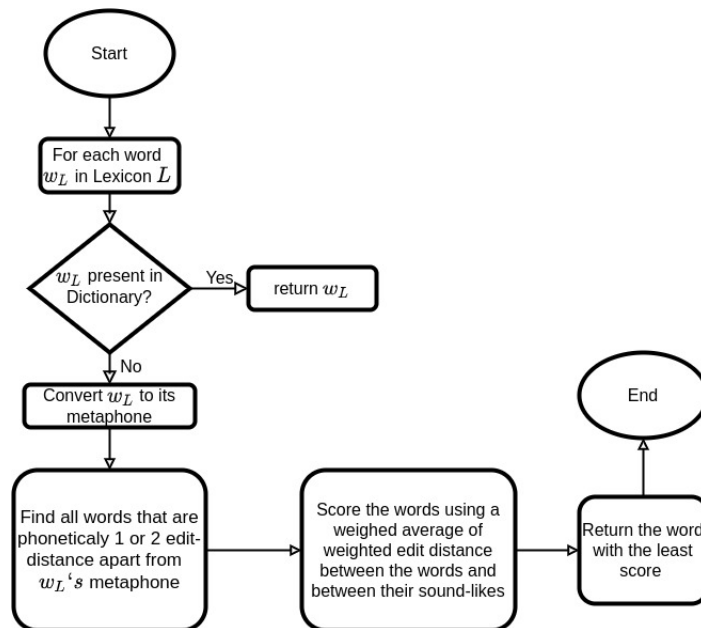 Start
For each word
w_L in Lexicon L
w_L present in
Dictionary?
Yes
return w_L
No
Convert w_L to its
metaphone
Find all words that are
phoneticaly 1 or 2 edit-
distance apart from
w_L‘s metaphone
Score the words using a
weighed average of
weighted edit distance
between the words and
between their sound-likes
Return the word
with the least
score
End